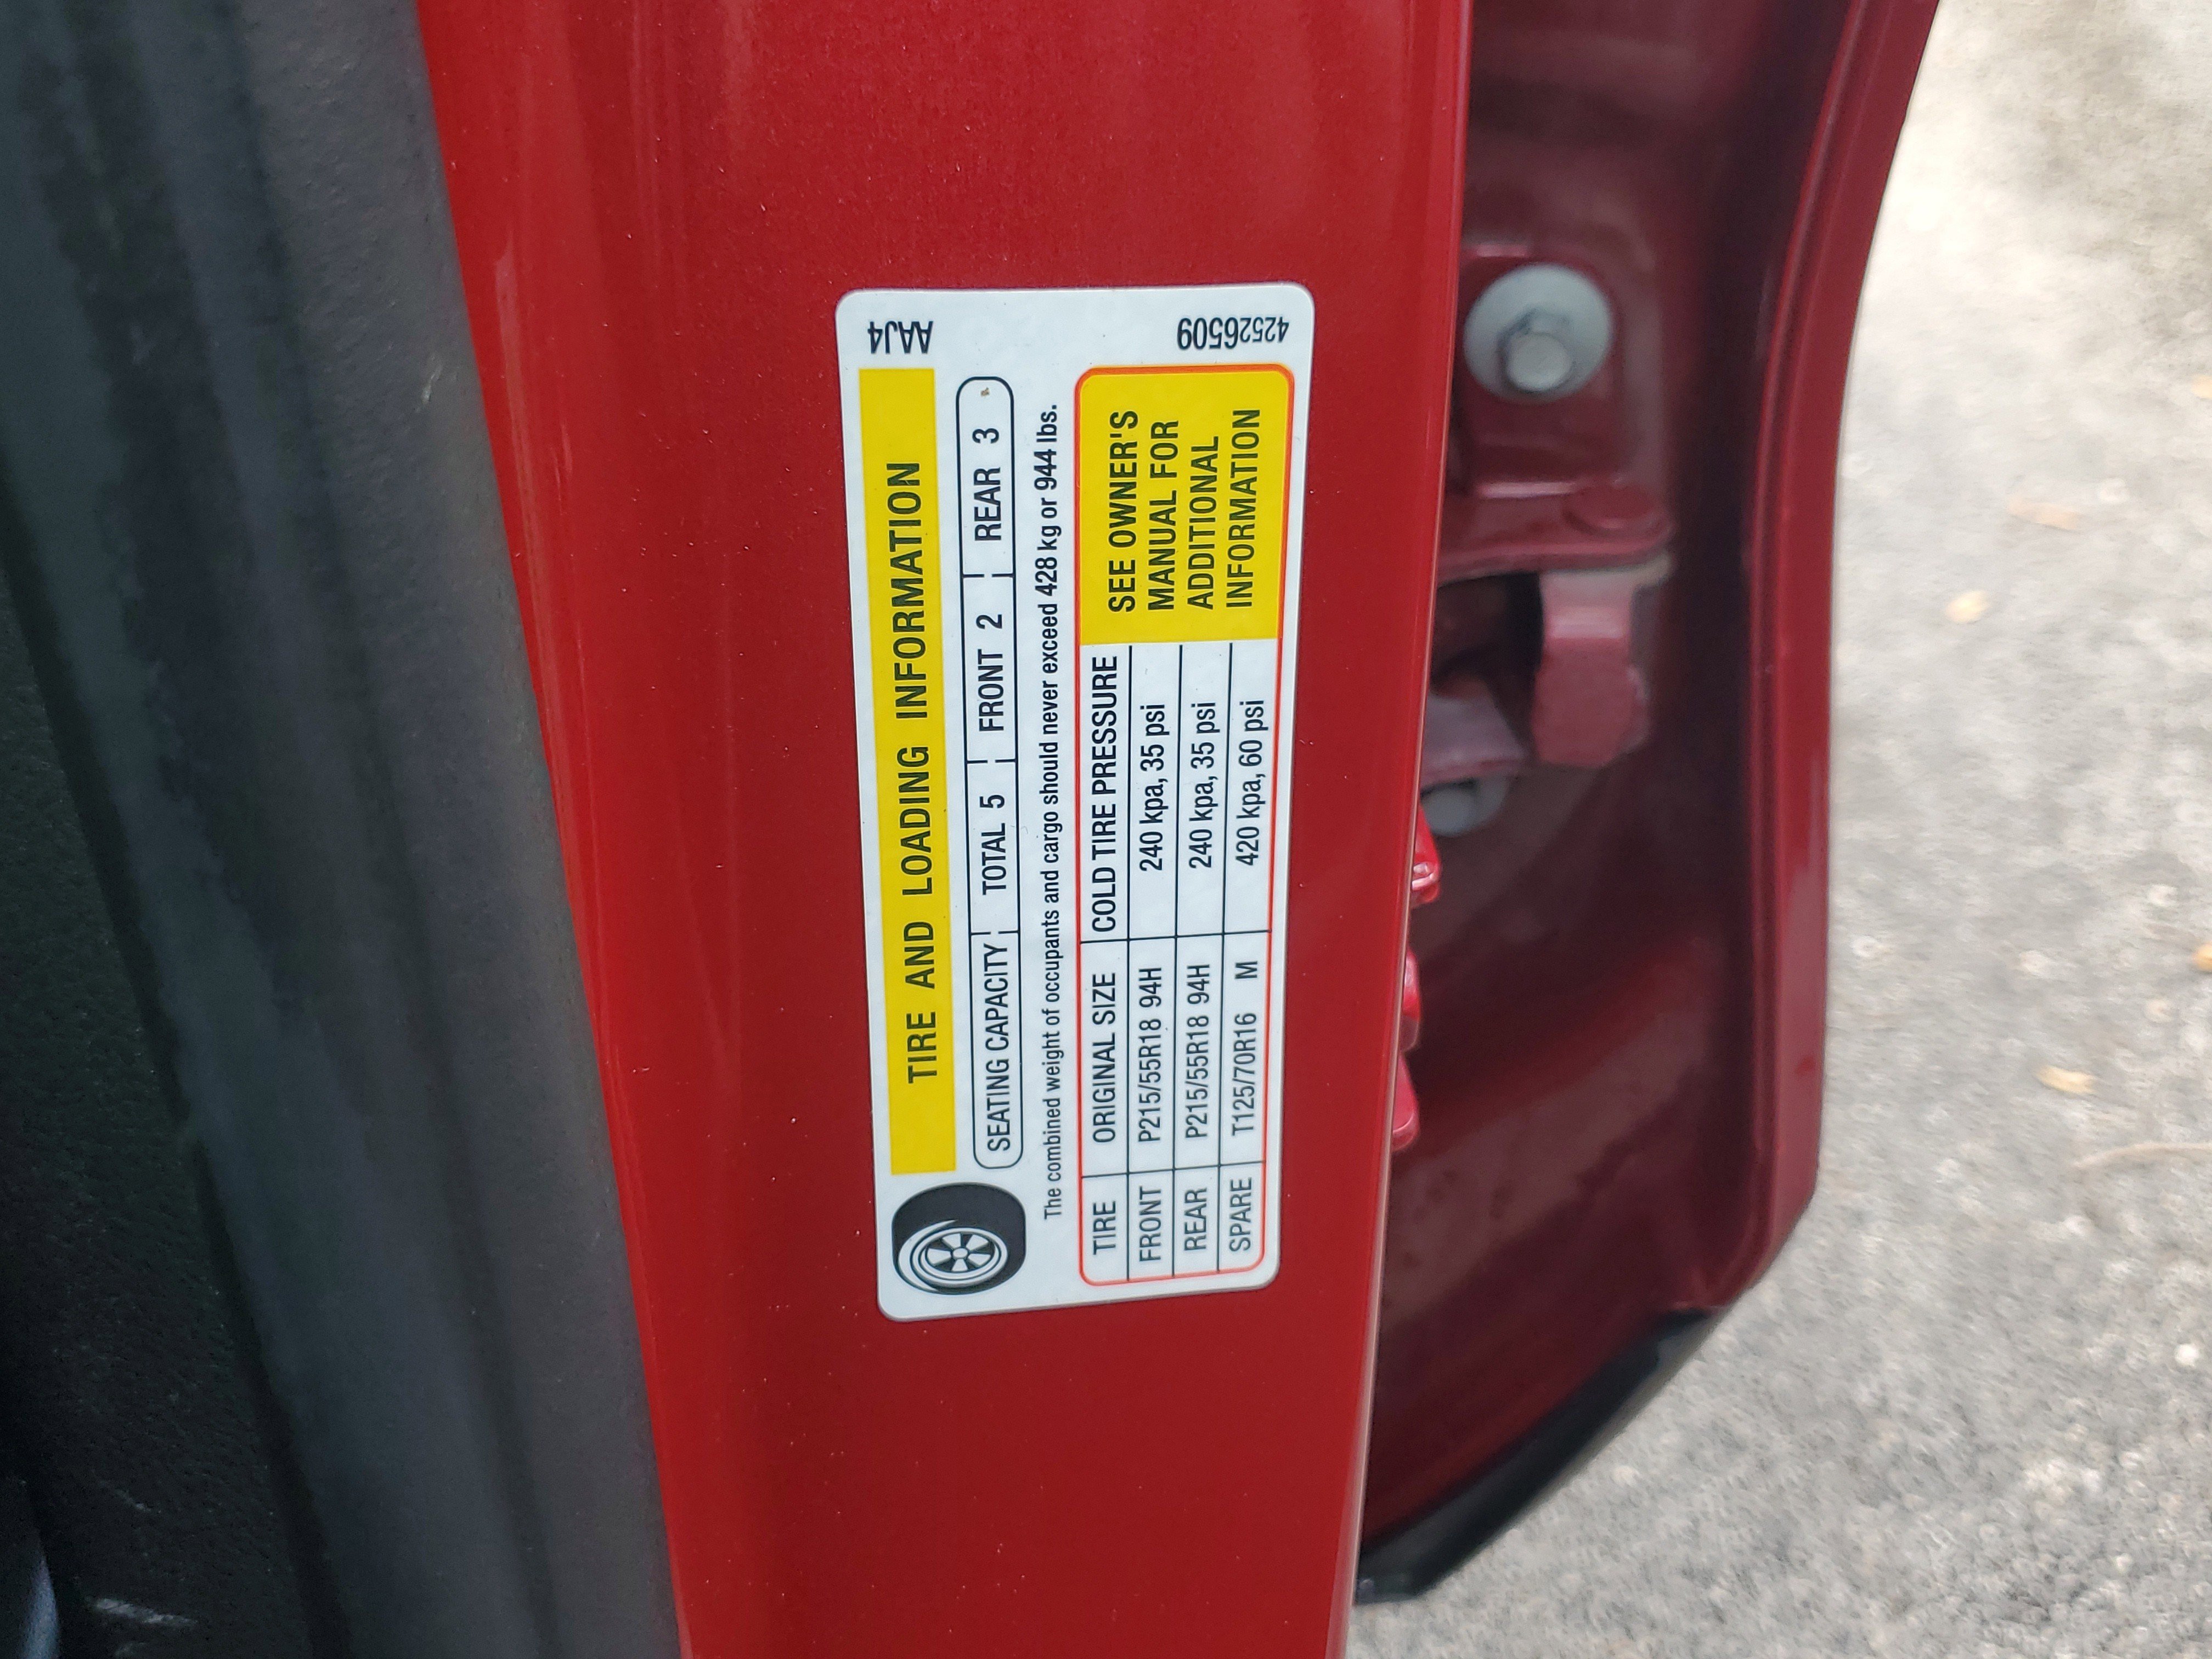 TIRE AND LOADING INFORMATION
SEATING CAPACITY TOTAL 5 FRONT 2 REAR 3
The combined weight of occupants and cargo should never exceed 428 kg or 944 lbs.
TIRE ORIGINAL SIZE COLD TIRE PRESSURE
FRONT P215/55R18 94H 240 kpa, 35 psi
REAR P215/55R18 94H 240 kpa, 35 psi
SPARE T125/70R16 M 420 kpa, 60 psi
SEE OWNER'S
MANUAL FOR
ADDITIONAL
INFORMATION
AAJ4
42526509